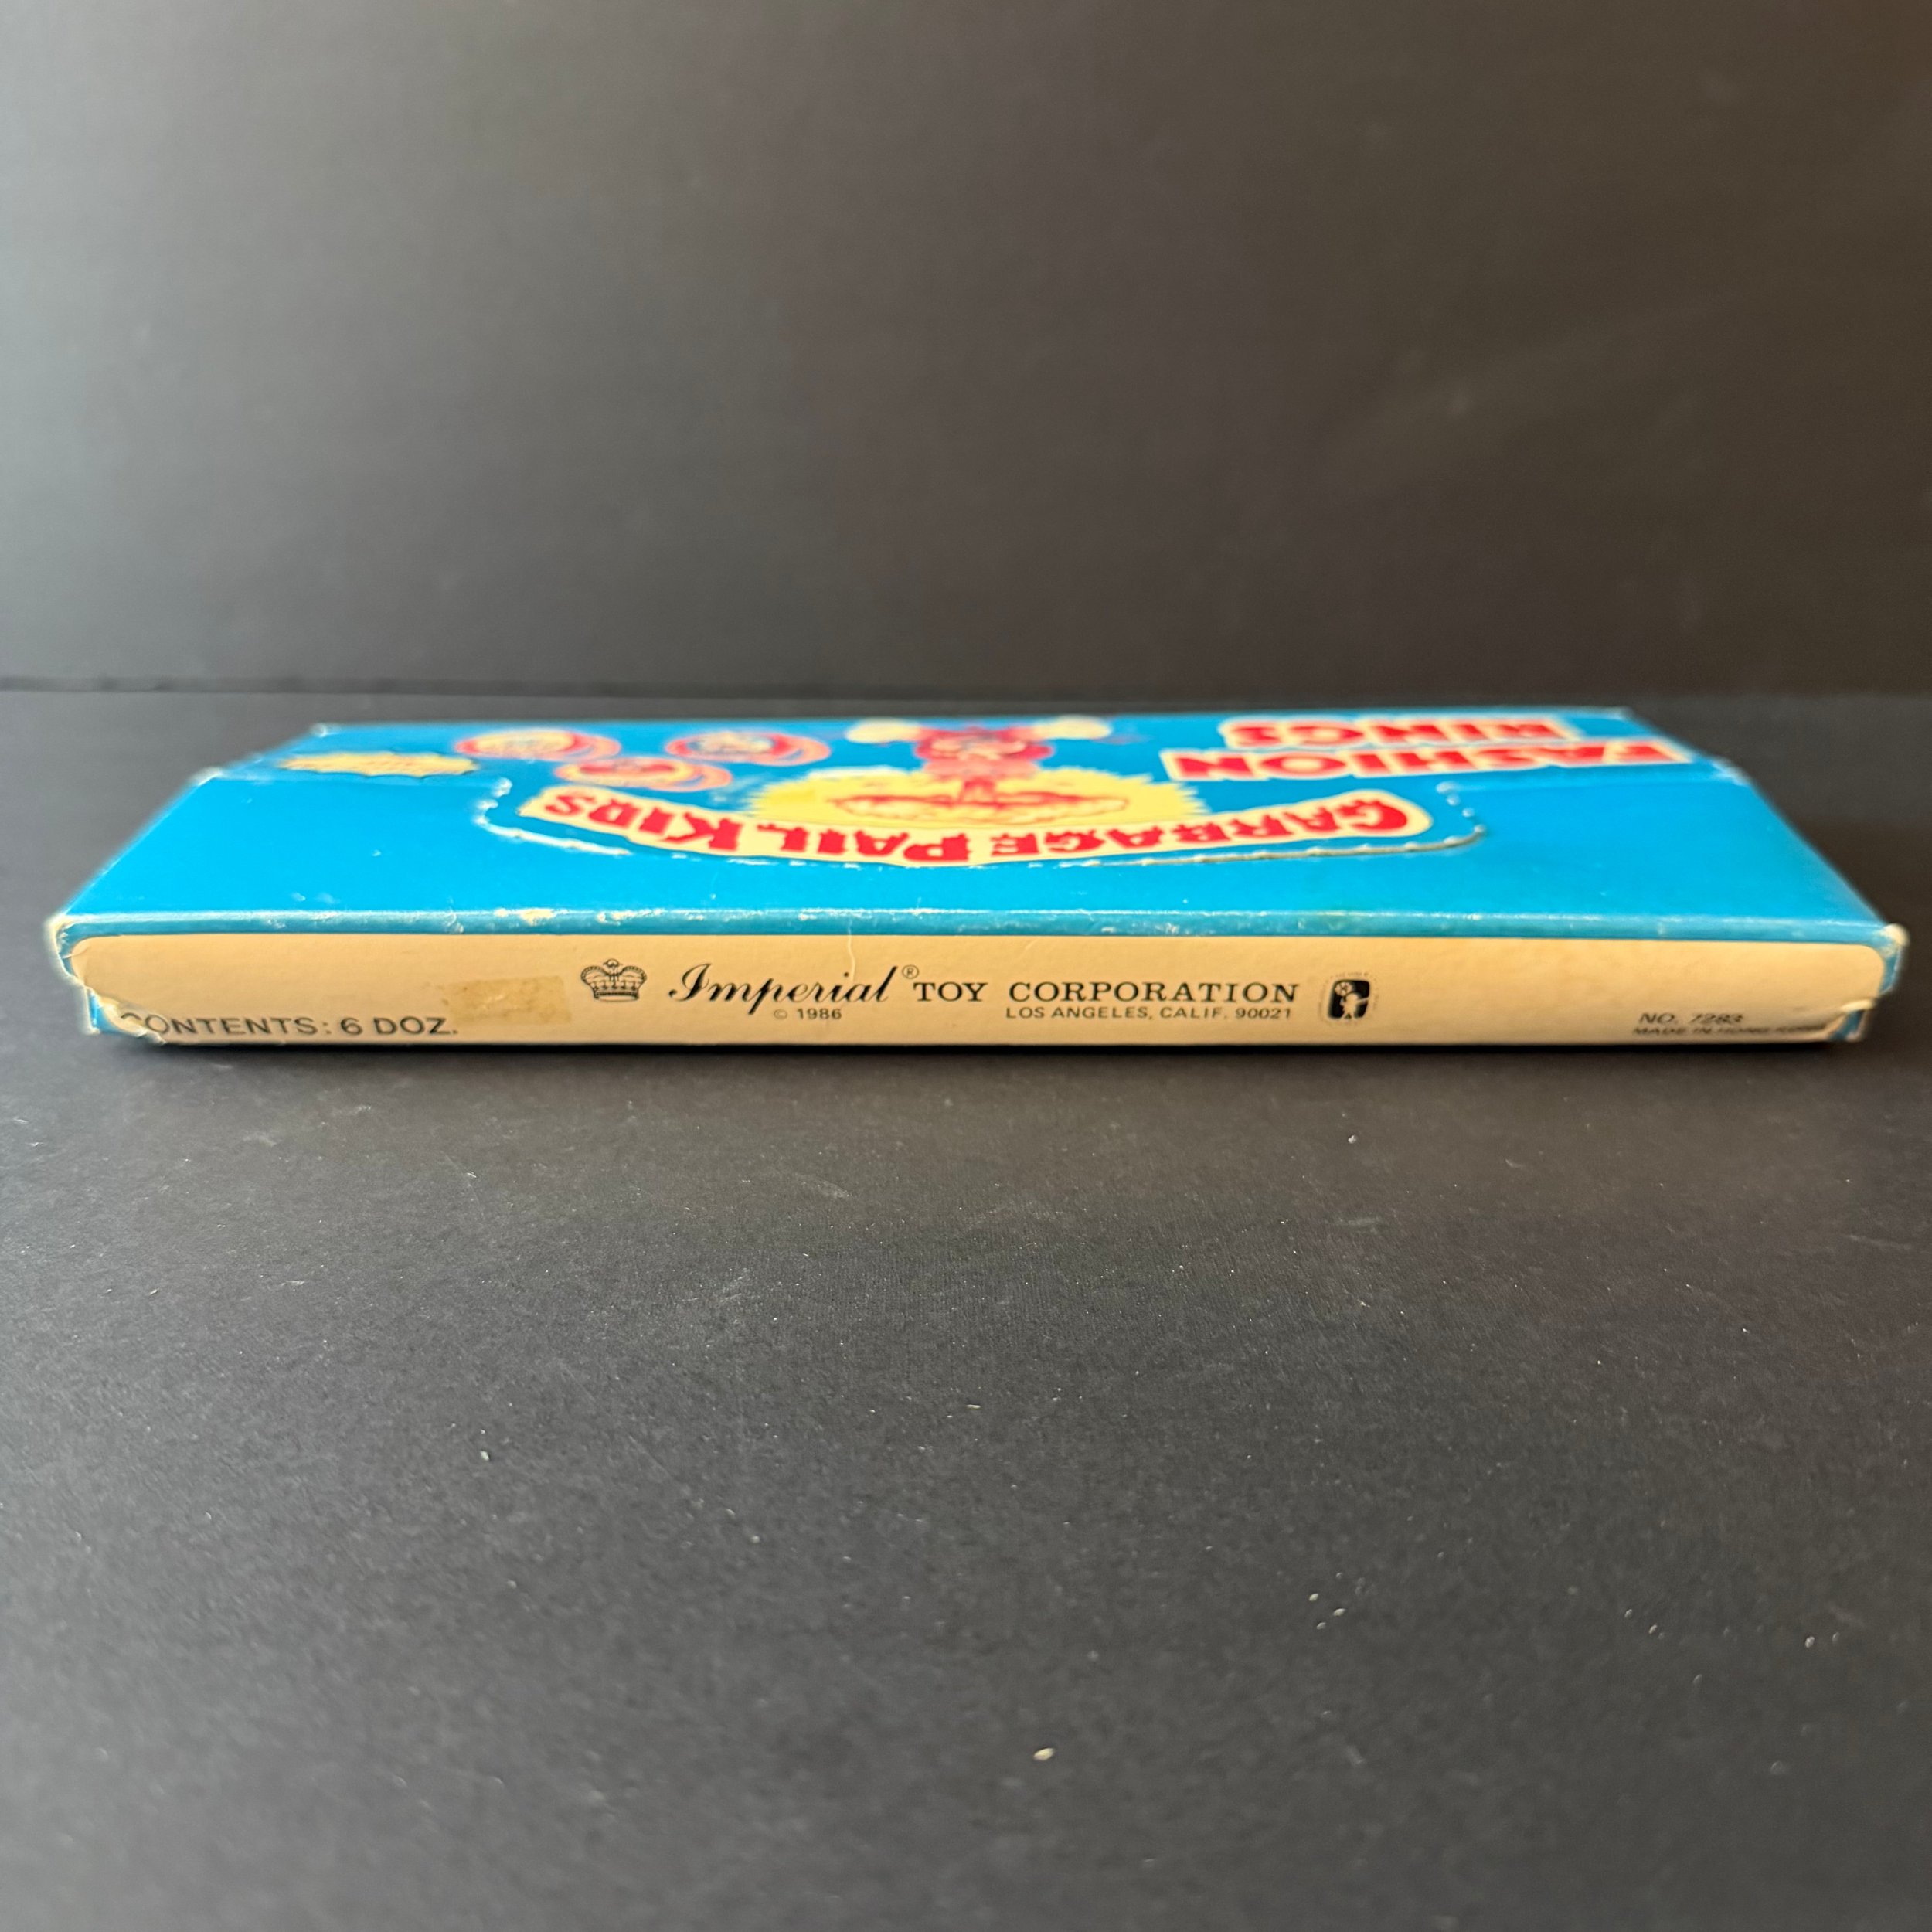 GARBAGE PAIL KIDS
FASHION
RINGS
Imperial® TOY CORPORATION
© 1986
LOS ANGELES, CALIF. 90021
CONTENTS: 6 DOZ.
NO. 7283
MADE IN HONG KONG